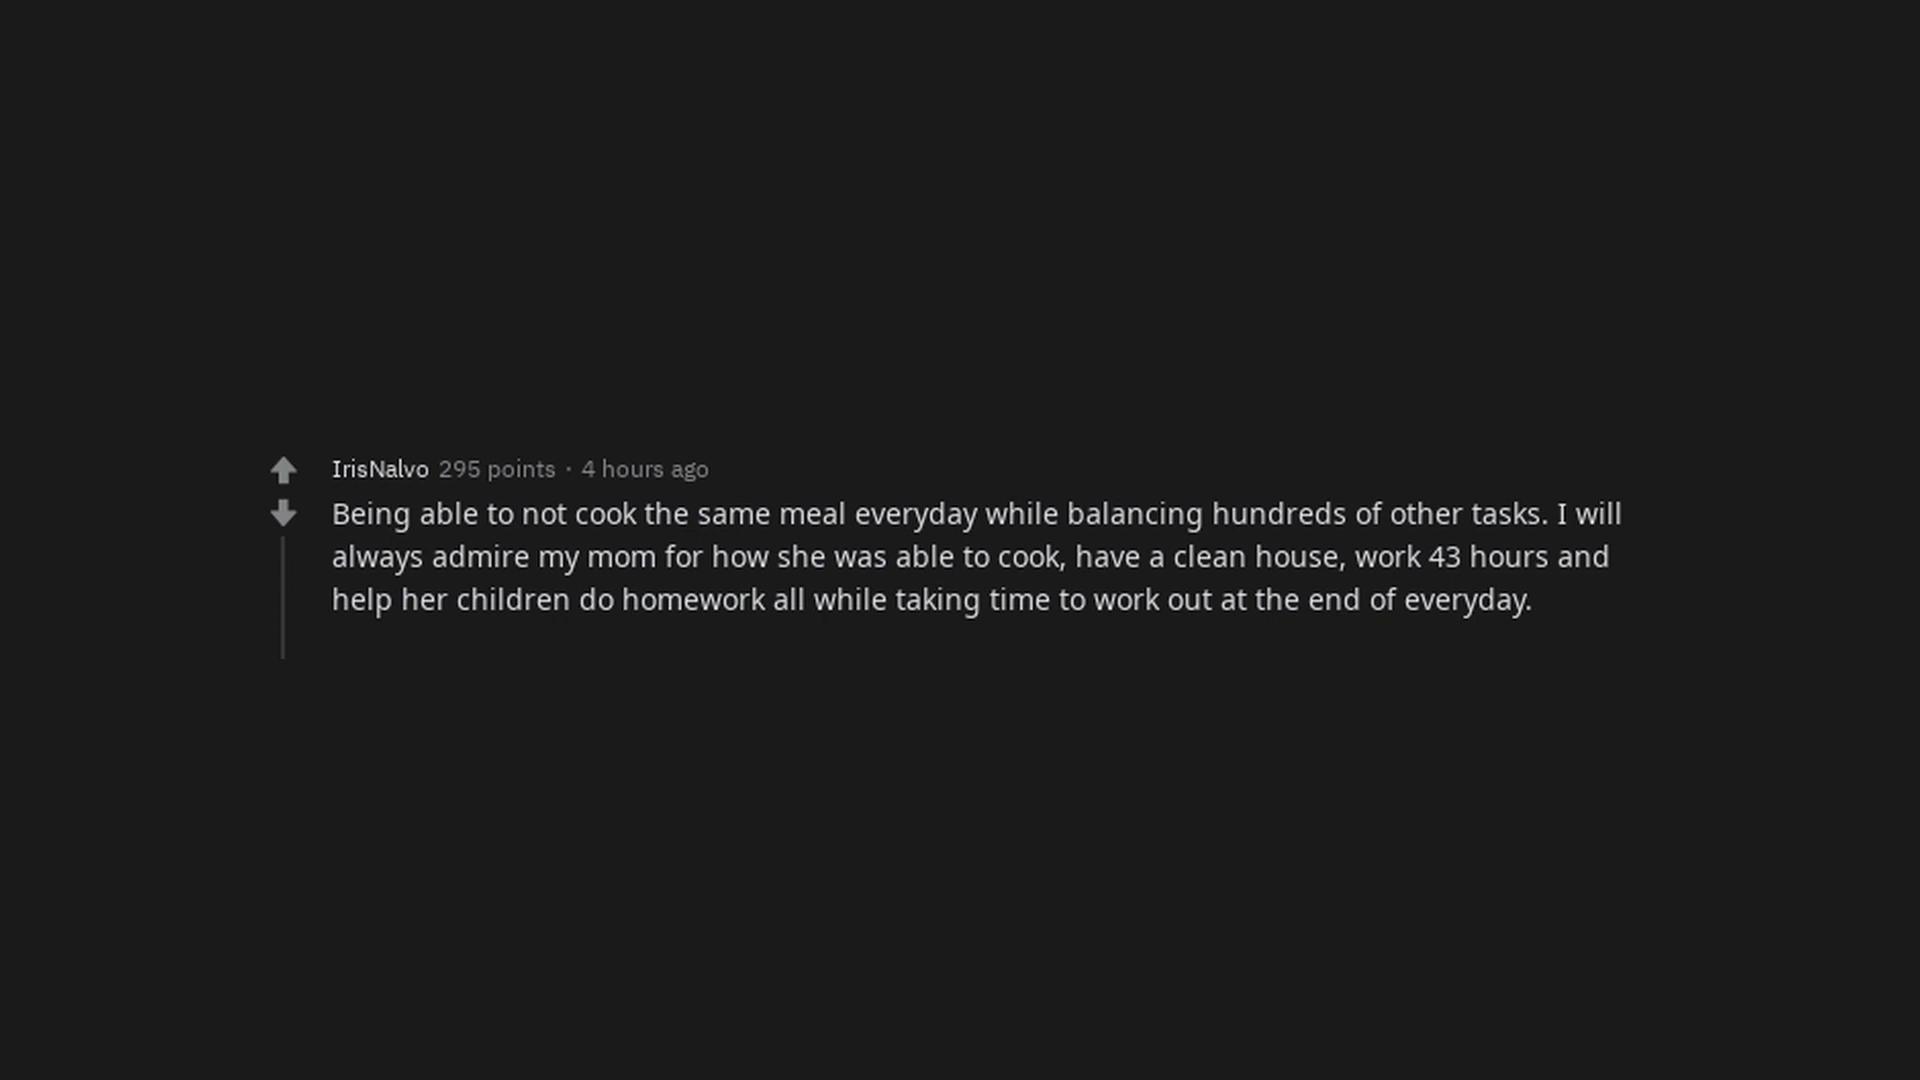 IrisNalvo 295 points · 4 hours ago
Being able to not cook the same meal everyday while balancing hundreds of other tasks. I will
always admire my mom for how she was able to cook, have a clean house, work 43 hours and
help her children do homework all while taking time to work out at the end of everyday.